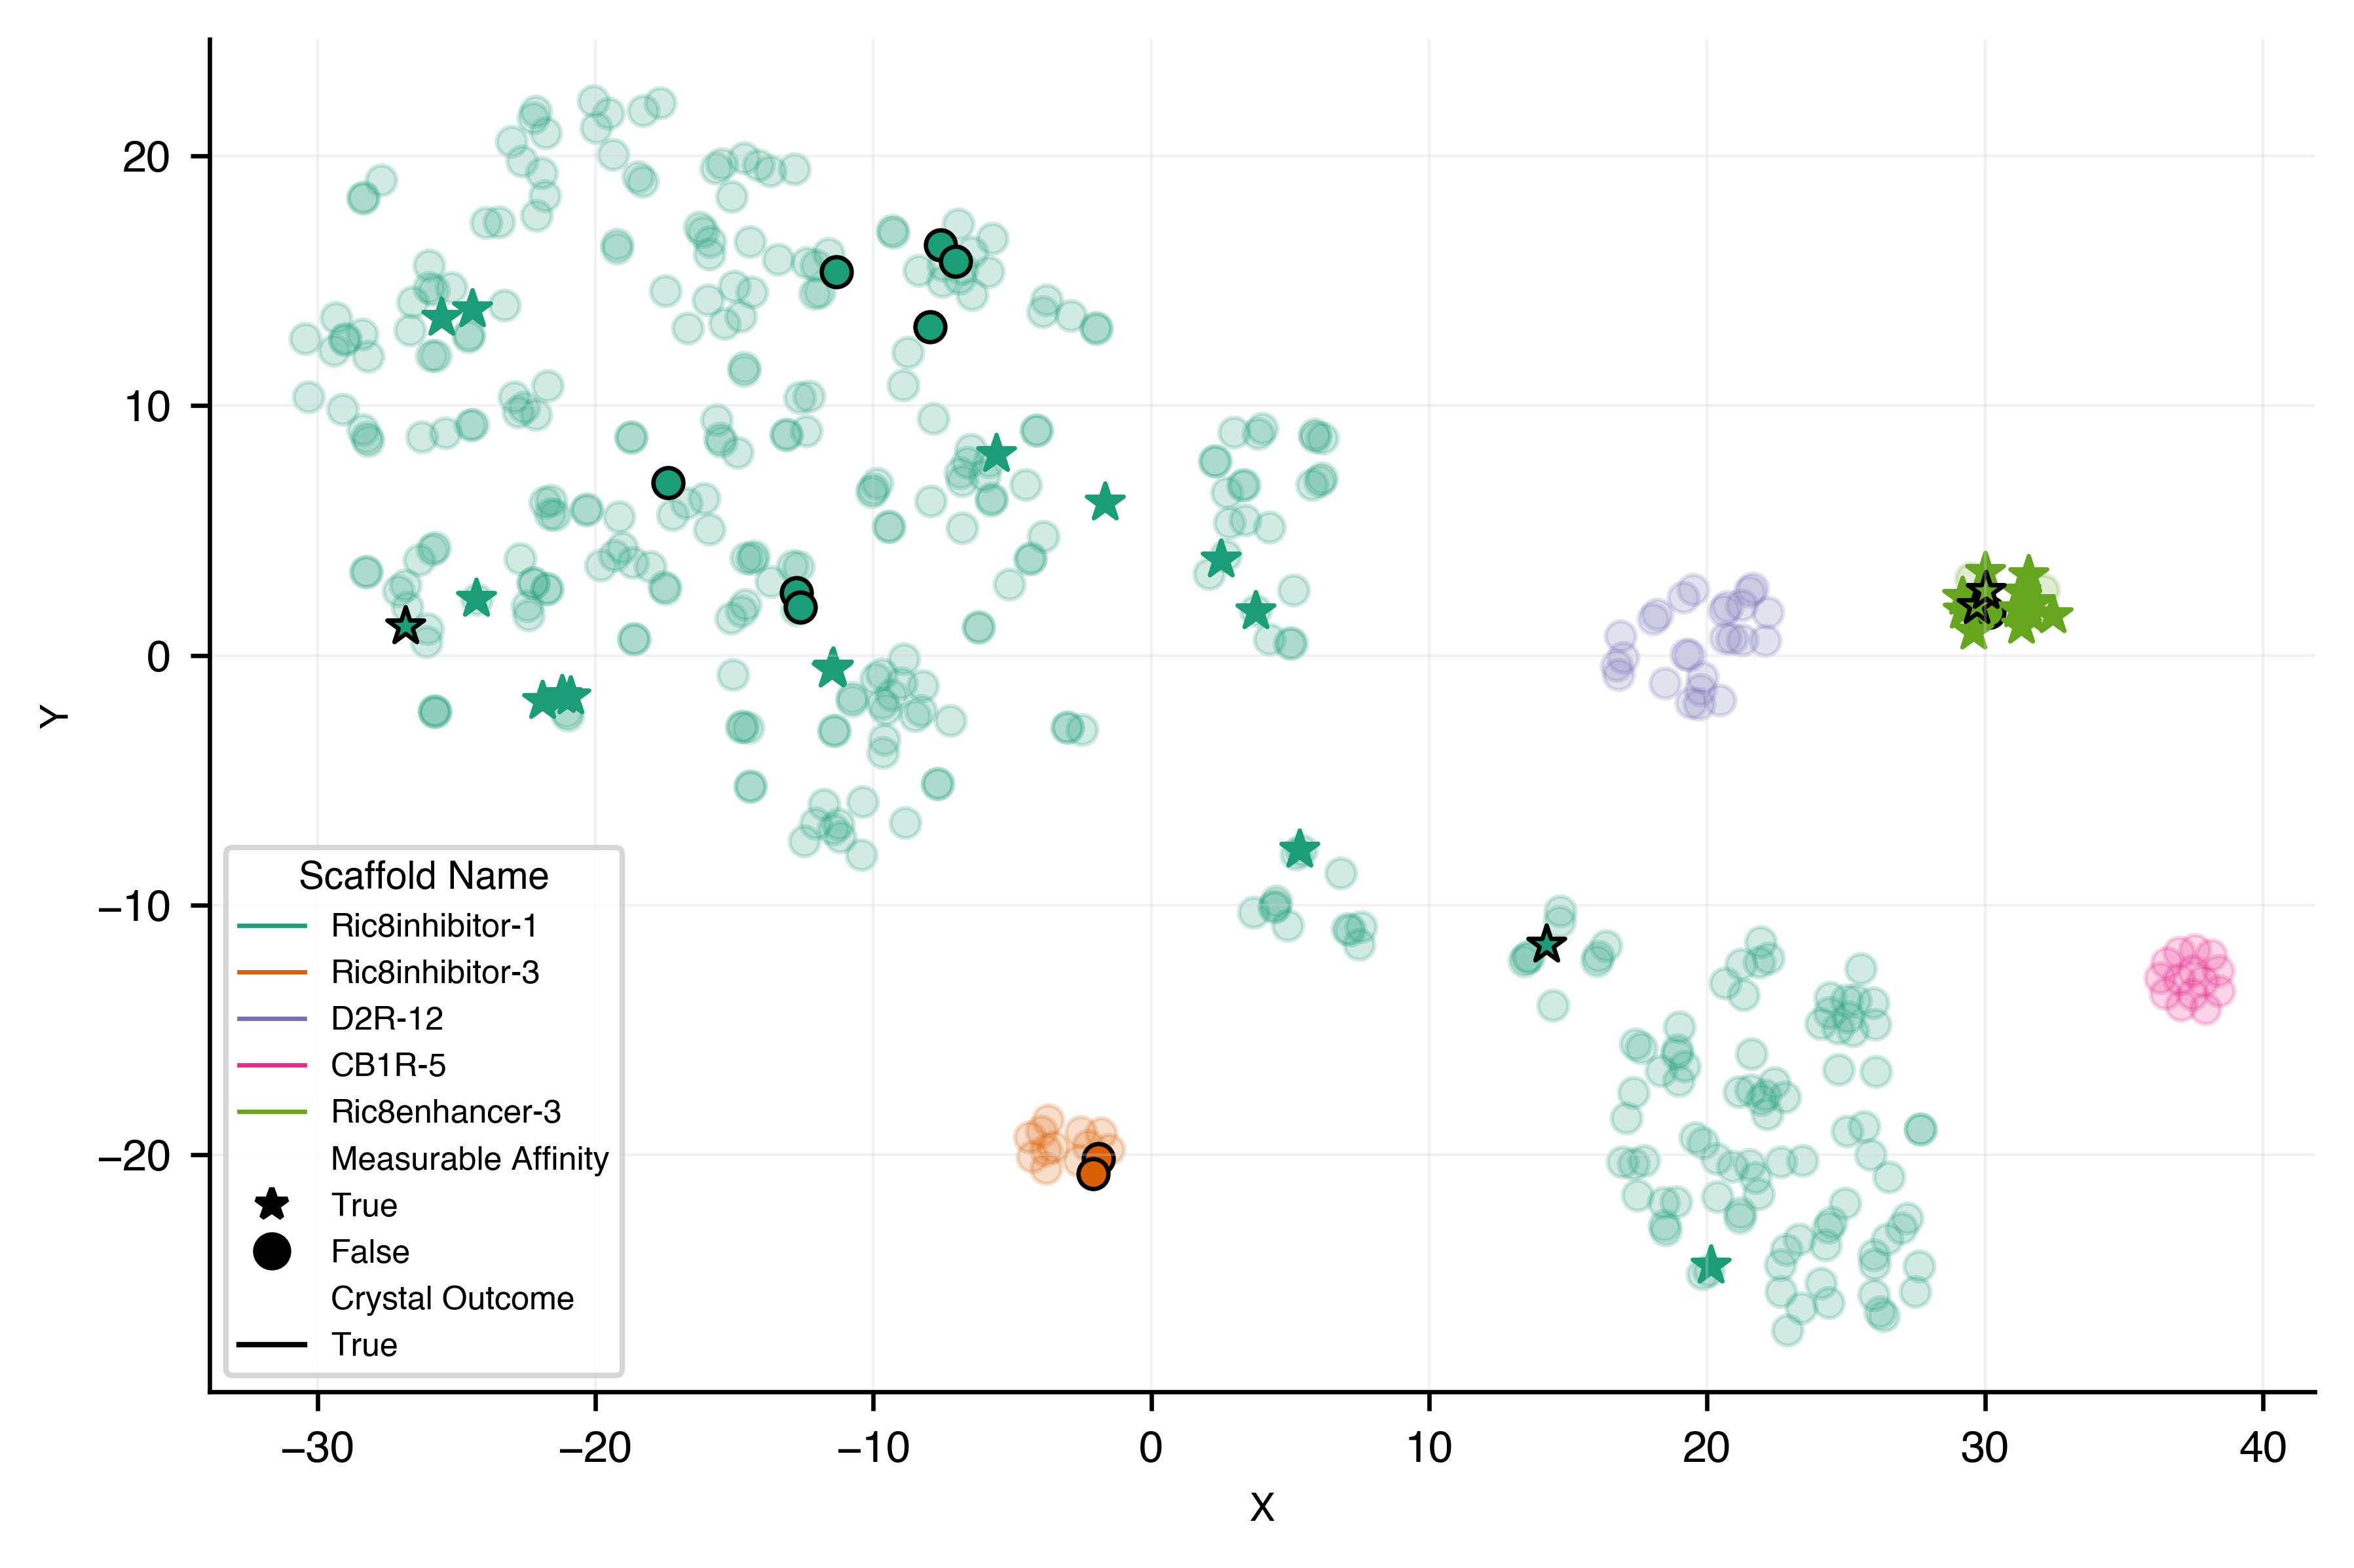 20
10
0
−10
−20
Y
Scaffold Name
Ric8inhibitor-1
Ric8inhibitor-3
D2R-12
CB1R-5
Ric8enhancer-3
Measurable Affinity
True
False
Crystal Outcome
True
−30 −20 −10 0 10 20 30 40
X